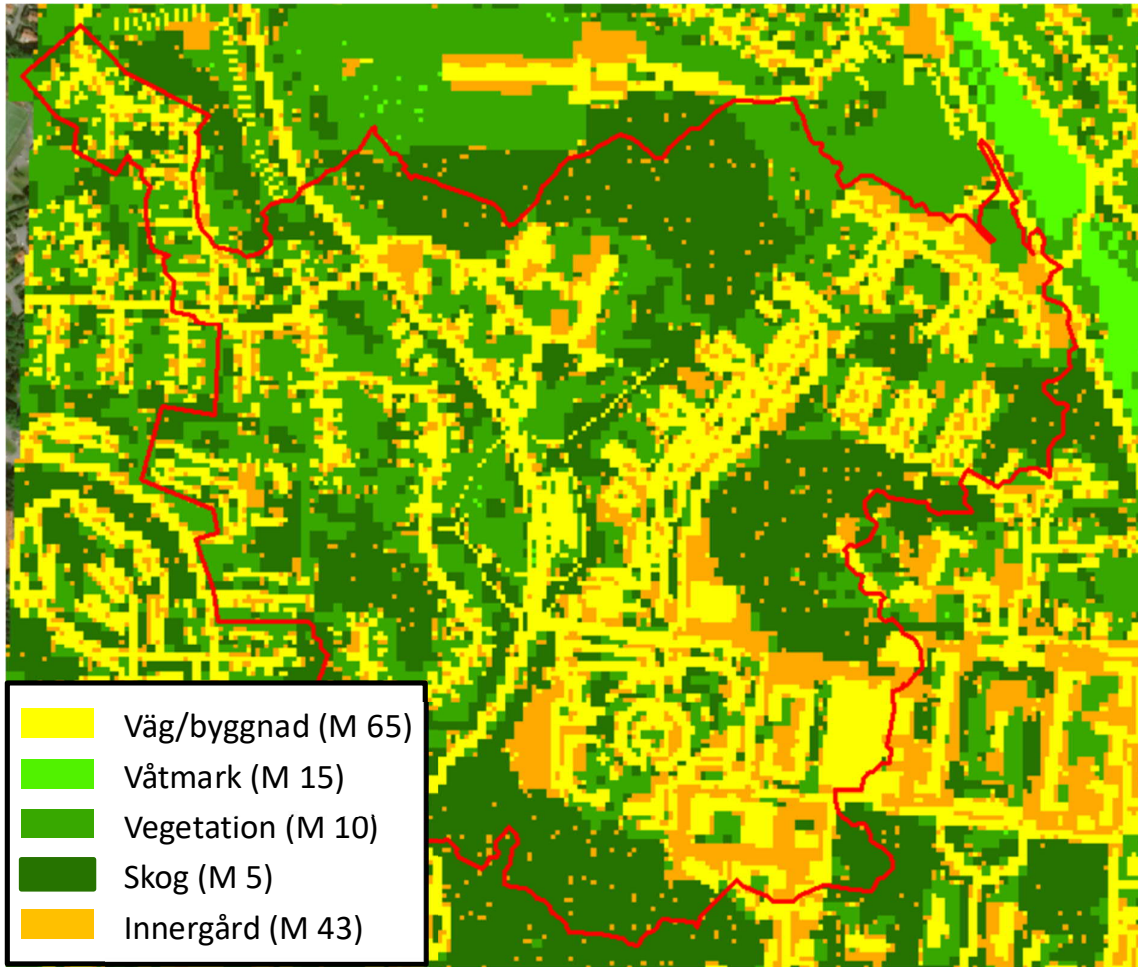 Väg/byggnad (M 65)
Våtmark (M 15)
Vegetation (M 10)
Skog (M 5)
Innergård (M 43)